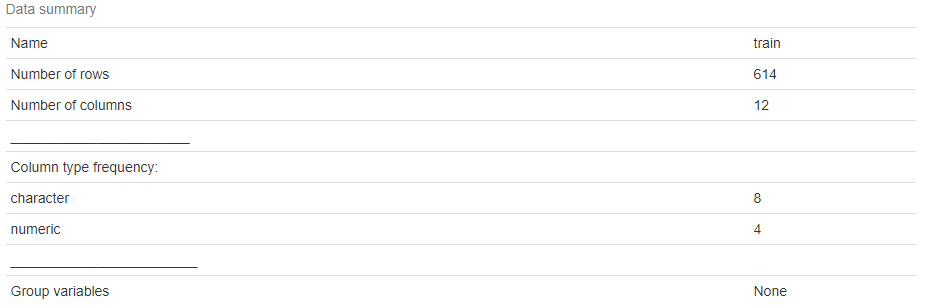 Data summary
Name train
Number of rows 614
Number of columns 12
_______________________
Column type frequency:
character 8
numeric 4
________________________
Group variables None